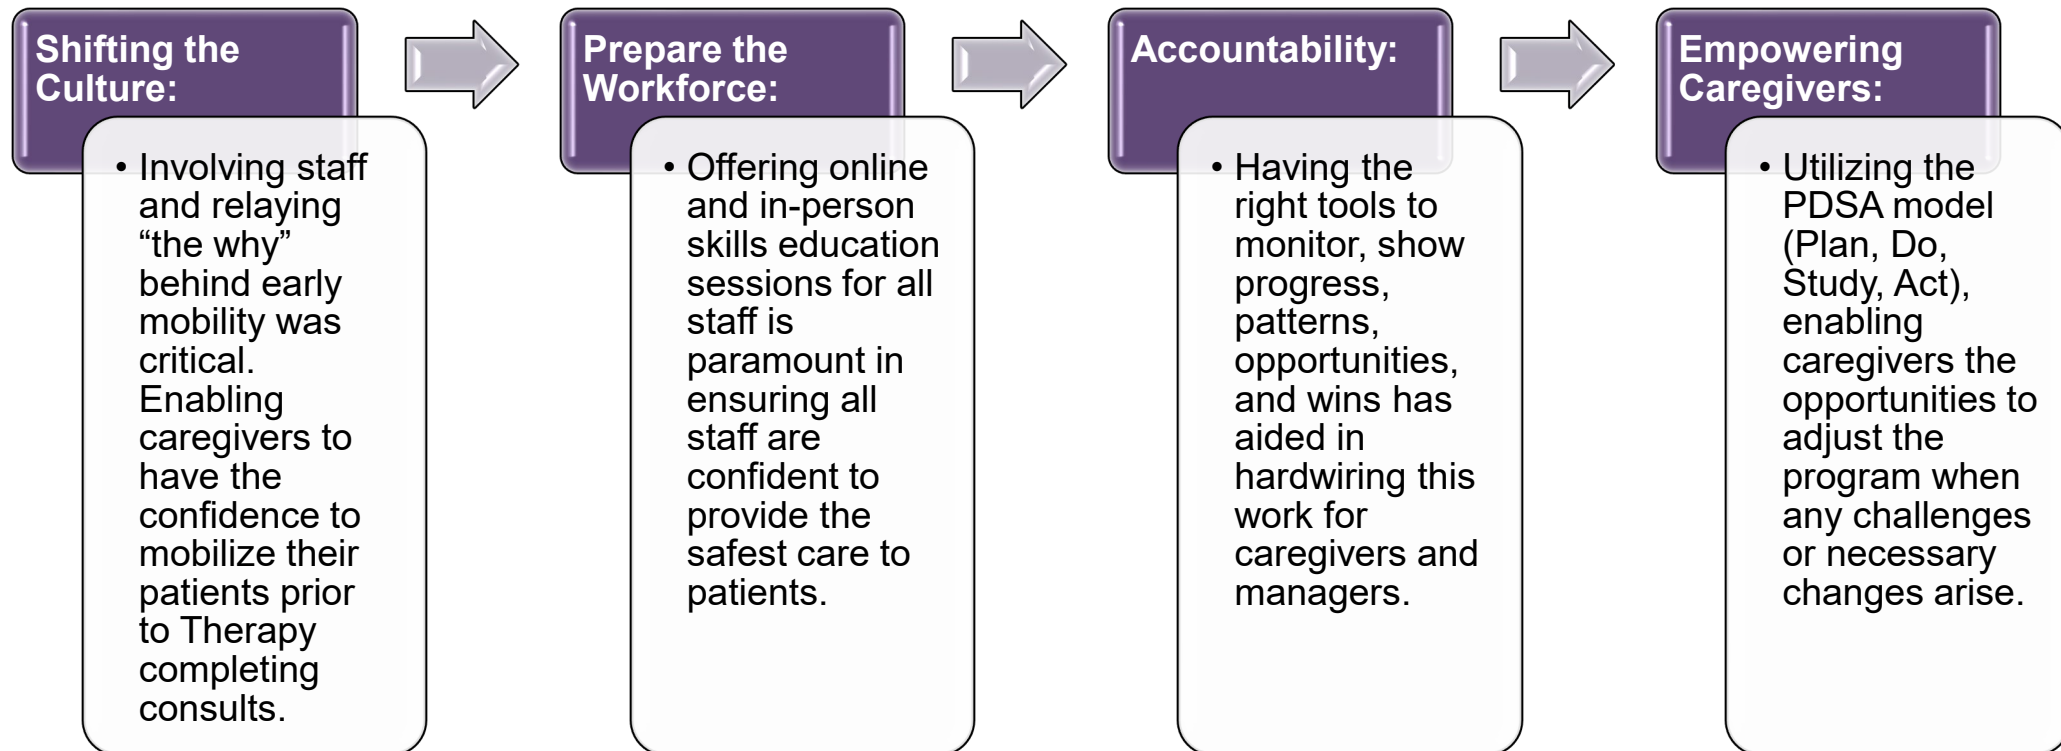 Shifting the
Culture:
• Involving staff
and relaying
“the why”
behind early
mobility was
critical.
Enabling
caregivers to
have the
confidence to
mobilize their
patients prior
to Therapy
completing
consults.
Prepare the
Workforce:
• Offering online
and in-person
skills education
sessions for all
staff is
paramount in
ensuring all
staff are
confident to
provide the
safest care to
patients.
Accountability:
• Having the
right tools to
monitor, show
progress,
patterns,
opportunities,
and wins has
aided in
hardwiring this
work for
caregivers and
managers.
Empowering
Caregivers:
• Utilizing the
PDSA model
(Plan, Do,
Study, Act),
enabling
caregivers the
opportunities to
adjust the
program when
any challenges
or necessary
changes arise.